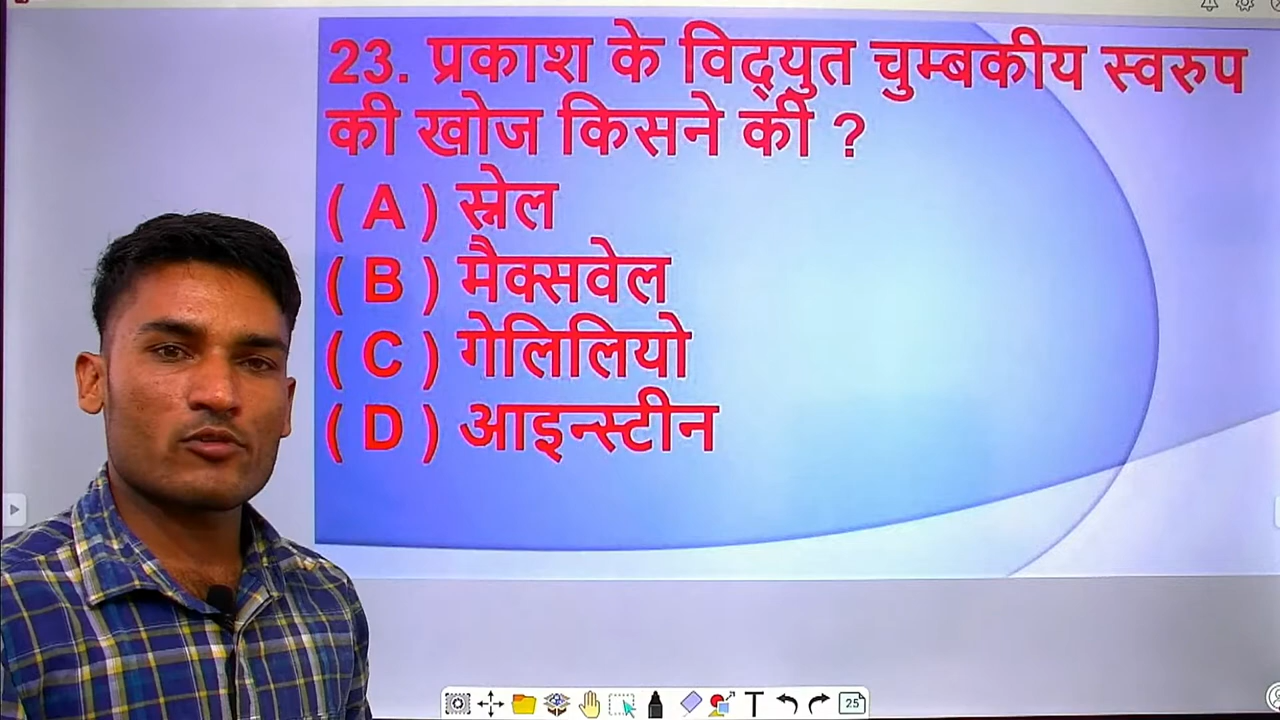 23. प्रकाश के विद्युत चुम्बकीय स्वरुप
की खोज किसने की ?
( A ) स्नेल
( B ) मैक्सवेल
( C ) गेलिलियो
( D ) आइन्स्टीन
T
25